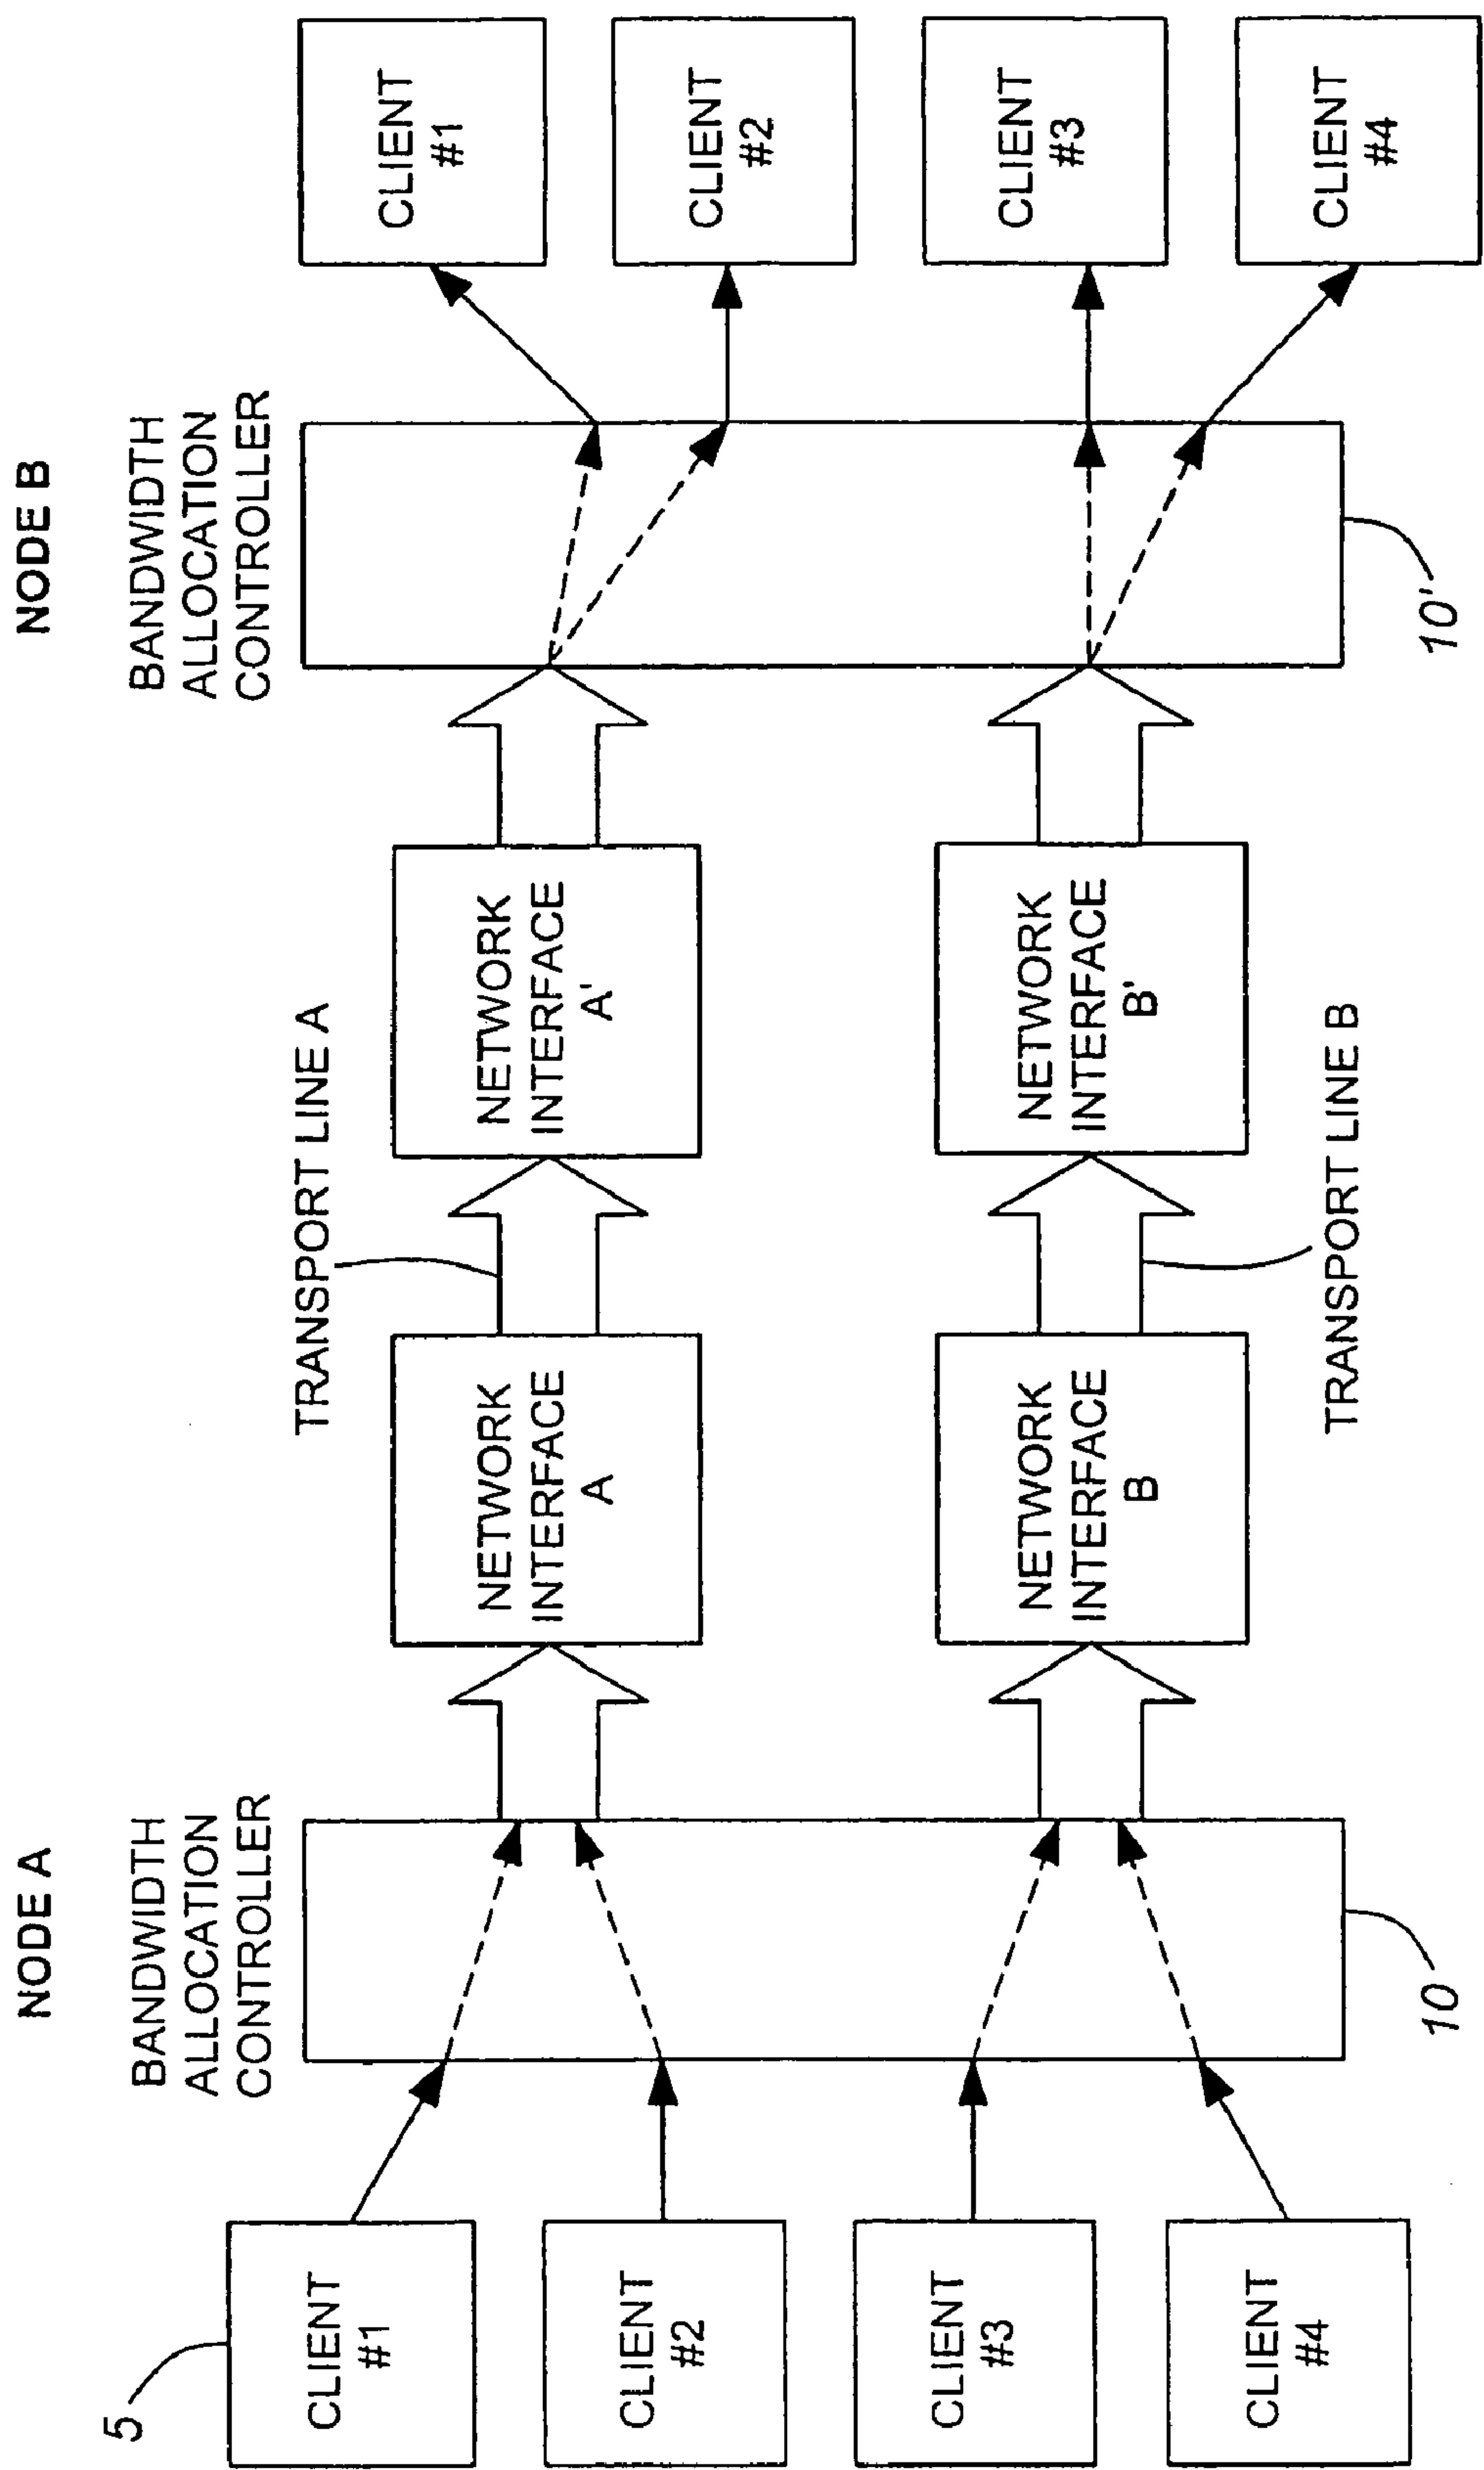 NODE A
NODE B
BANDWIDTH
ALLOCATION
CONTROLLER
BANDWIDTH
ALLOCATION
CONTROLLER
5
CLIENT
#1
CLIENT
#2
CLIENT
#3
CLIENT
#4
10
TRANSPORT LINE A
NETWORK
INTERFACE
A
NETWORK
INTERFACE
A'
NETWORK
INTERFACE
B
NETWORK
INTERFACE
B'
TRANSPORT LINE B
10'
CLIENT
#1
CLIENT
#2
CLIENT
#3
CLIENT
#4